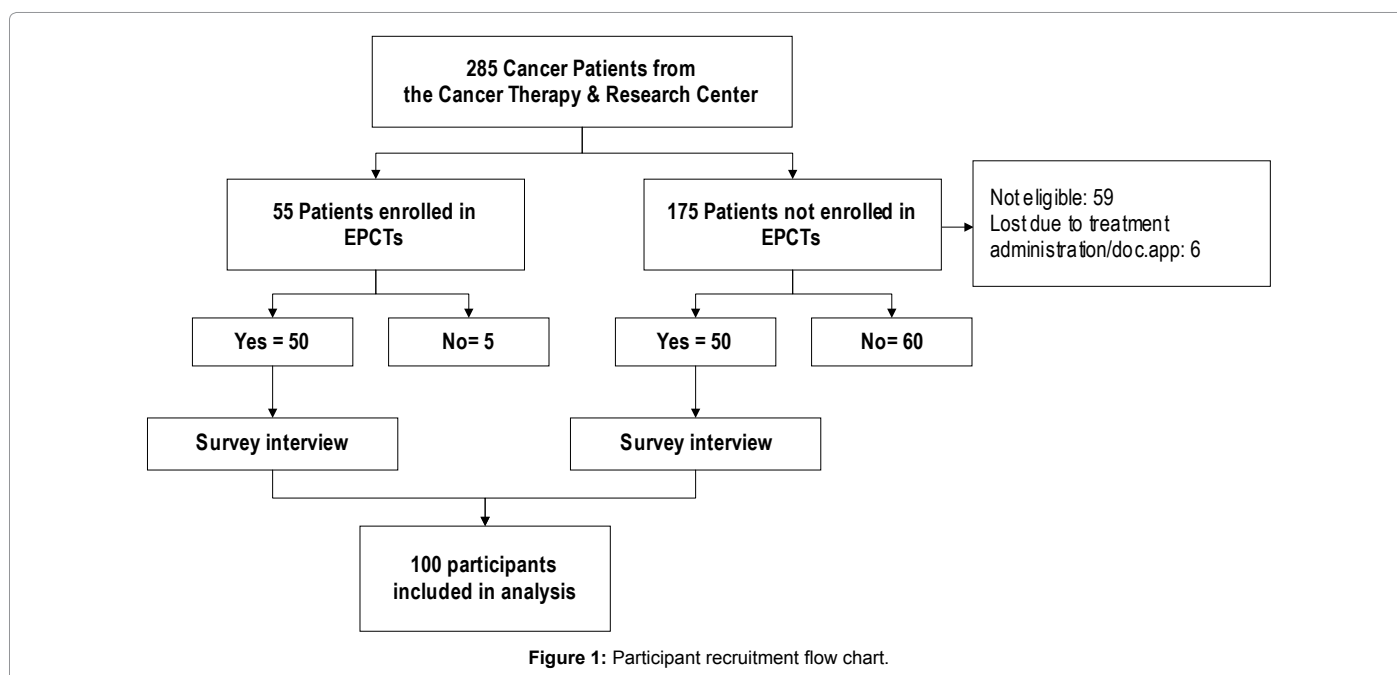 285 Cancer Patients from
the Cancer Therapy & Research Center
55 Patients enrolled in
EPCTs
175 Patients not enrolled in
EPCTs
Not eligible: 59
Lost due to treatment
administration/doc.app: 6
Yes = 50
No= 5
Yes = 50
No= 60
Survey interview
Survey interview
100 participants
included in analysis
Figure 1: Participant recruitment flow chart.